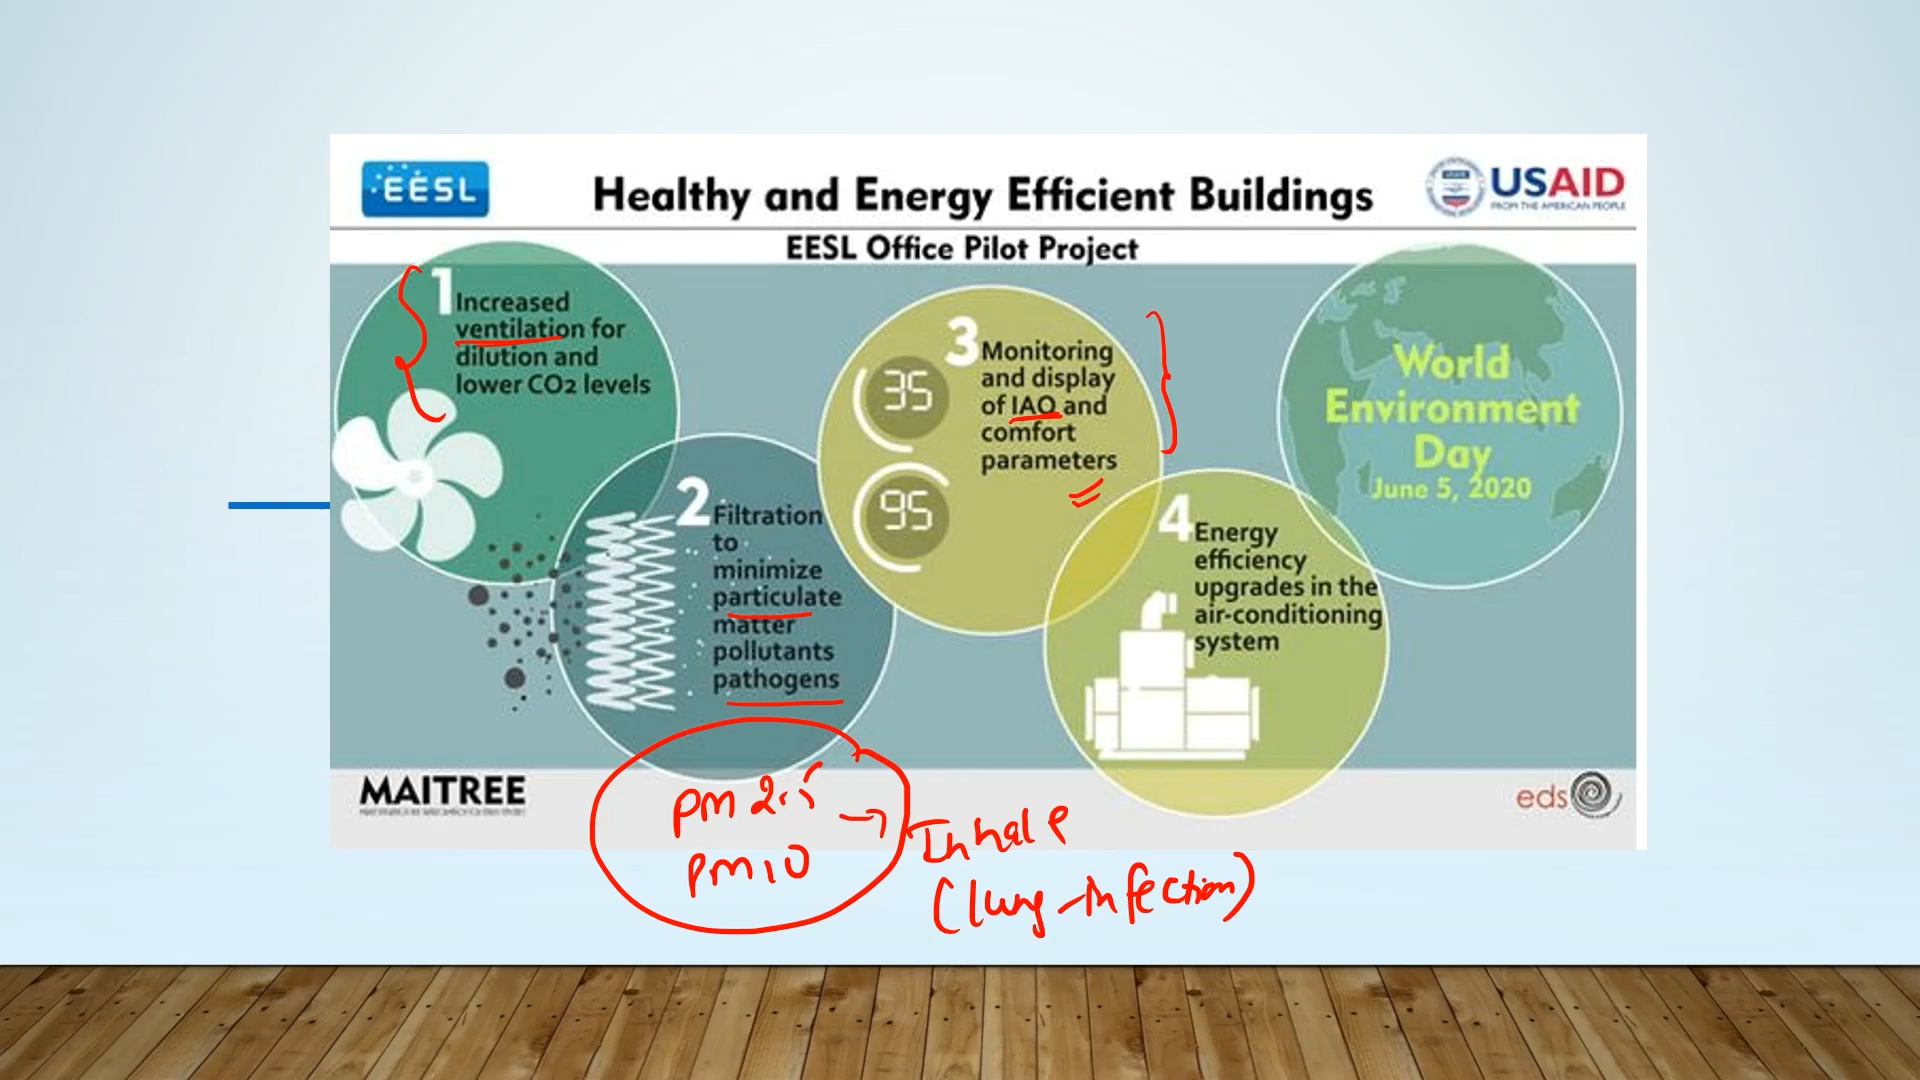 EESL
Healthy and Energy Efficient Buildings
USAID
FROM THE AMERICAN PEOPLE
EESL Office Pilot Project
1
Increased
ventilation for
dilution and
lower CO2 levels
2
Filtration
to
minimize
particulate
matter
pollutants
pathogens
3
35
95
Monitoring
and display
of IAQ and
comfort
parameters
4
Energy
efficiency
upgrades in the
air-conditioning
system
World
Environment
Day
June 5, 2020
MAITREE
eds
pm 2.5
pm 10
Inhale
(lung-infection)